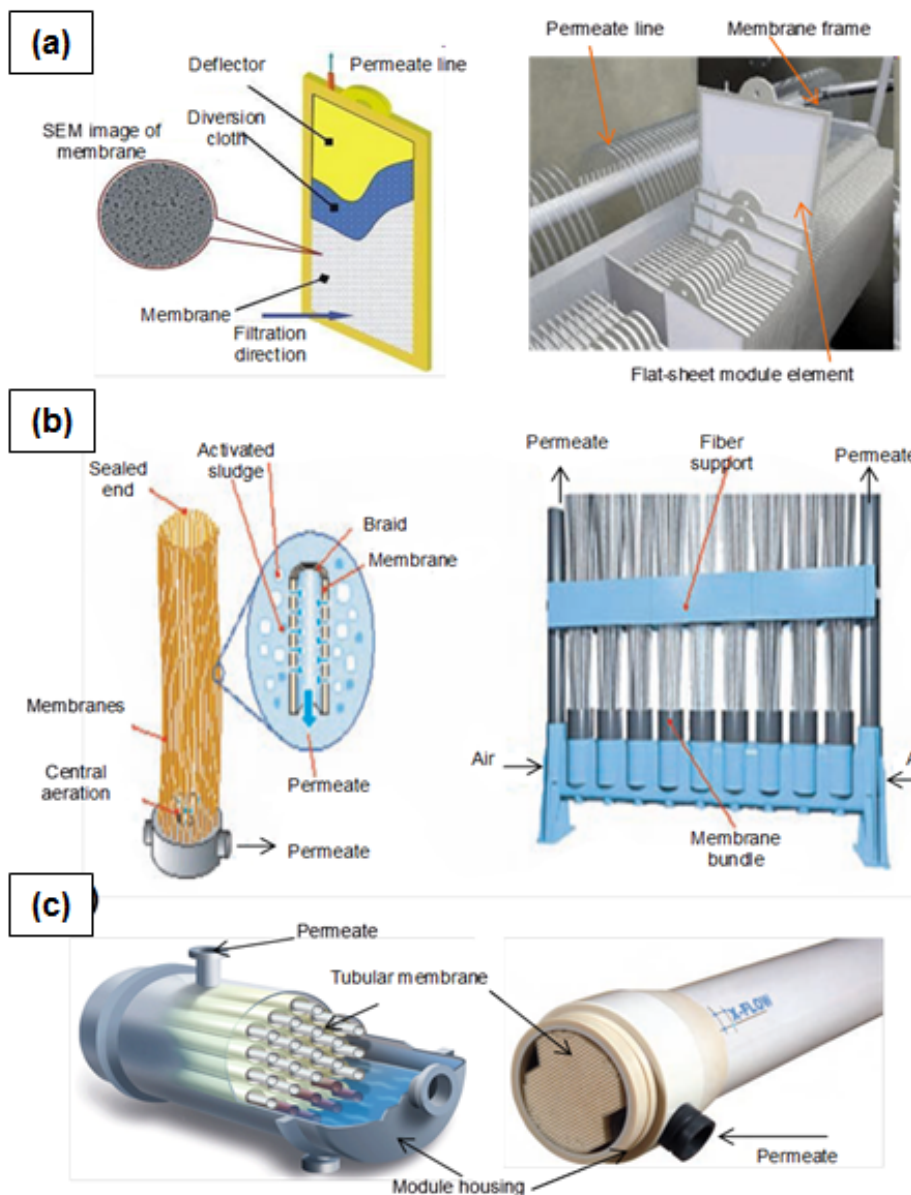 (a)
Deflector
Permeate line
Diversion
cloth
SEM image of
membrane
Membrane
Filtration
direction
Permeate line
Membrane frame
Flat-sheet module element
(b)
Sealed
end
Activated
sludge
Braid
Membrane
Membranes
Central
aeration
Permeate
Permeate
Permeate
Fiber
support
Permeate
Air
A
Membrane
bundle
(c)
Permeate
Tubular membrane
X-FLOW
Permeate
Module housing